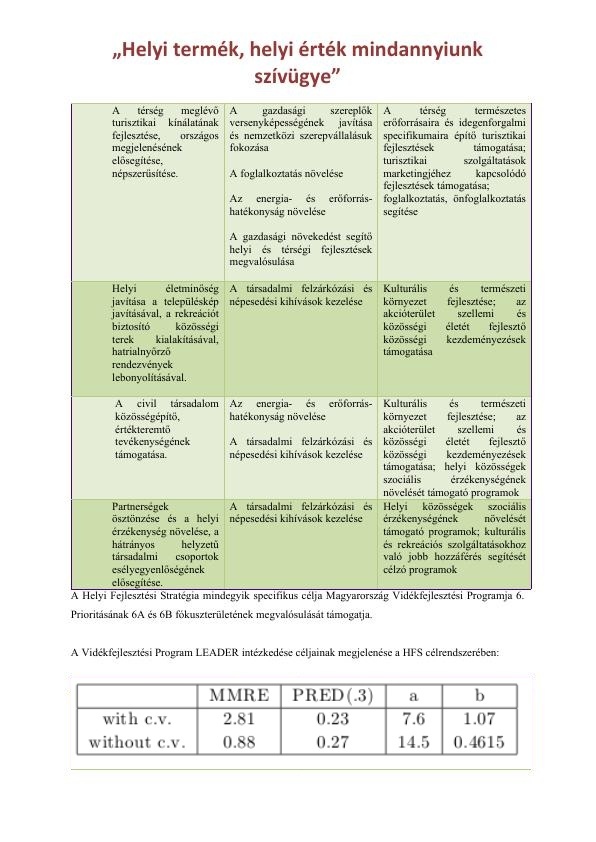 „Helyi termék, helyi érték mindannyiunk
szívügye”
A térség meglévő
turisztikai kínálatának
fejlesztése, országos
megjelenésének
elősegítése,
népszerűsítése.
A gazdasági szereplők
versenyképességének javítása
és nemzetközi szerepvállalásuk
fokozása
A foglalkoztatás növelése
Az energia- és erőforrás-
hatékonyság növelése
A gazdasági növekedést segítő
helyi és térségi fejlesztések
megvalósulása
A térség természetes
erőforrásaira és idegenforgalmi
specifikumaira építő turisztikai
fejlesztések támogatása;
turisztikai szolgáltatások
marketingjéhez kapcsolódó
fejlesztések támogatása;
foglalkoztatás, önfoglalkoztatás
segítése
Helyi életminőség
javítása a településkép
javításával, a rekreációt
biztosító közösségi
terek kialakításával,
hatrialnyőrző
rendezvények
lebonyolításával.
A társadalmi felzárkózási és
népesedési kihívások kezelése
Kulturális és természeti
környezet fejlesztése; az
akcióterület szellemi és
közösségi életét fejlesztő
közösségi kezdeményezések
támogatása
A civil társadalom
közösségépítő,
értékteremtő
tevékenységének
támogatása.
Az energia- és erőforrás-
hatékonyság növelése
A társadalmi felzárkózási és
népesedési kihívások kezelése
Kulturális és természeti
környezet fejlesztése; az
akcióterület szellemi és
közösségi életét fejlesztő
közösségi kezdeményezések
támogatása; helyi közösségek
szociális érzékenységének
növelését támogató programok
Partnerségek
ösztönzése és a helyi
érzékenység növelése, a
hátrányos helyzetű
társadalmi csoportok
esélyegyenlőségének
elősegítése.
A társadalmi felzárkózási és
népesedési kihívások kezelése
Helyi közösségek szociális
érzékenységének növelését
támogató programok; kulturális
és rekreációs szolgáltatásokhoz
való jobb hozzáférés segítését
célzó programok
A Helyi Fejlesztési Stratégia mindegyik specifikus célja Magyarország Vidékfejlesztési Programja 6.
Prioritásának 6A és 6B fókuszterületének megvalósulását támogatja.
A Vidékfejlesztési Program LEADER intézkedése céljainak megjelenése a HFS célrendszerében:
MMRE PRED(.3) a b
with c.v. 2.81 0.23 7.6 1.07
without c.v. 0.88 0.27 14.5 0.4615